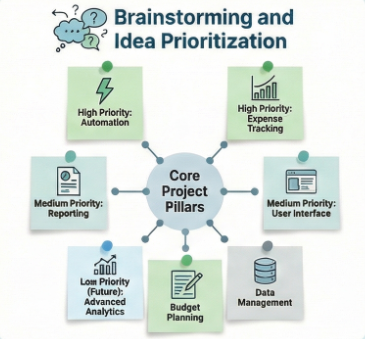 Brainstorming and
Idea Prioritization
High Priority:
Automation
High Priority:
Expense
Tracking
Core
Project
Pillars
Medium Priority:
Reporting
Medium Priority:
User Interface
Low Priority
(Future):
Advanced
Analytics
Budget
Planning
Data
Management